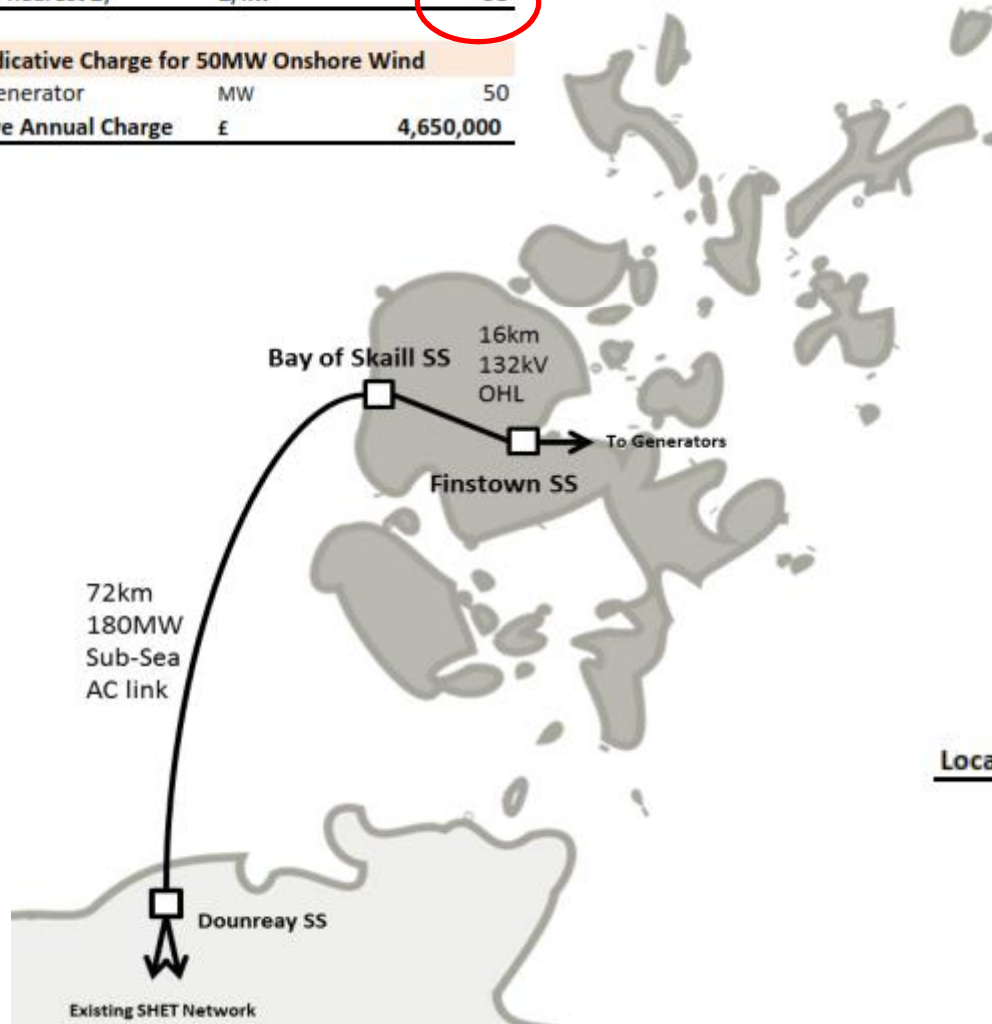 dicative Charge for 50MW Onshore Wind
enerator MW 50
e Annual Charge £ 4,650,000
16km
132kV
OHL
Bay of Skaill SS
To Generators
Finstown SS
72km
180MW
Sub-Sea
AC link
Loca
Dounreay SS
Existing SHET Network